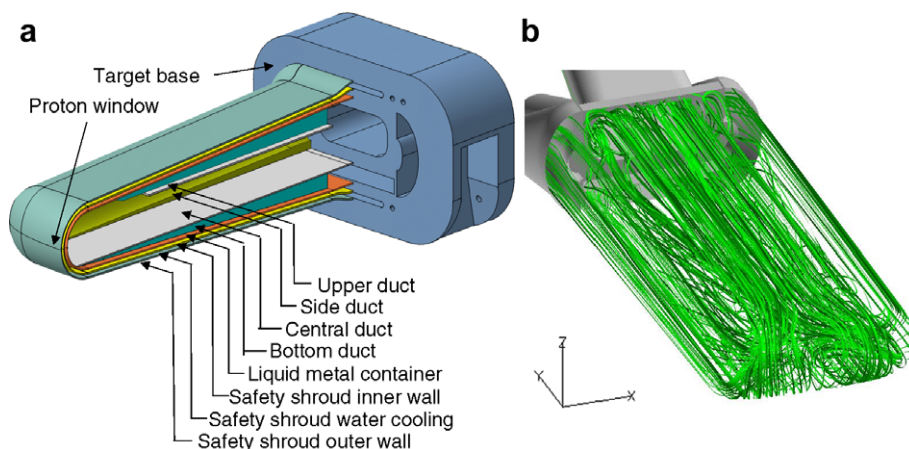 a
Target base
Proton window
Upper duct
Side duct
Central duct
Bottom duct
Liquid metal container
Safety shroud inner wall
Safety shroud water cooling
Safety shroud outer wall
b
Z
Y
X